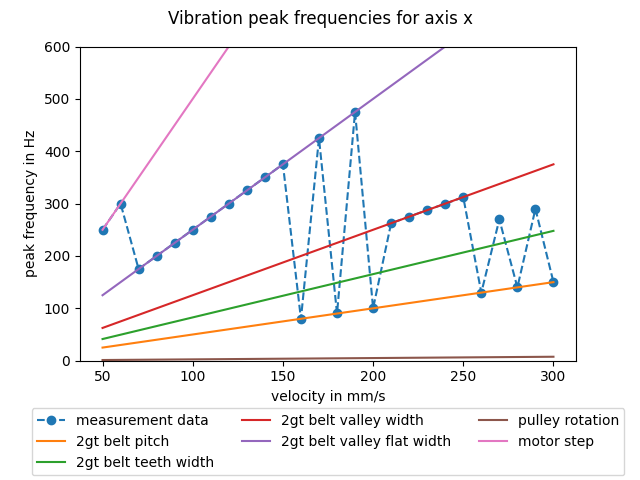 Vibration peak frequencies for axis x
600
500
400
300
200
100
0
peak frequency in Hz
50 100 150 200 250 300
velocity in mm/s
measurement data 2gt belt valley width pulley rotation
2gt belt pitch 2gt belt valley flat width motor step
2gt belt teeth width